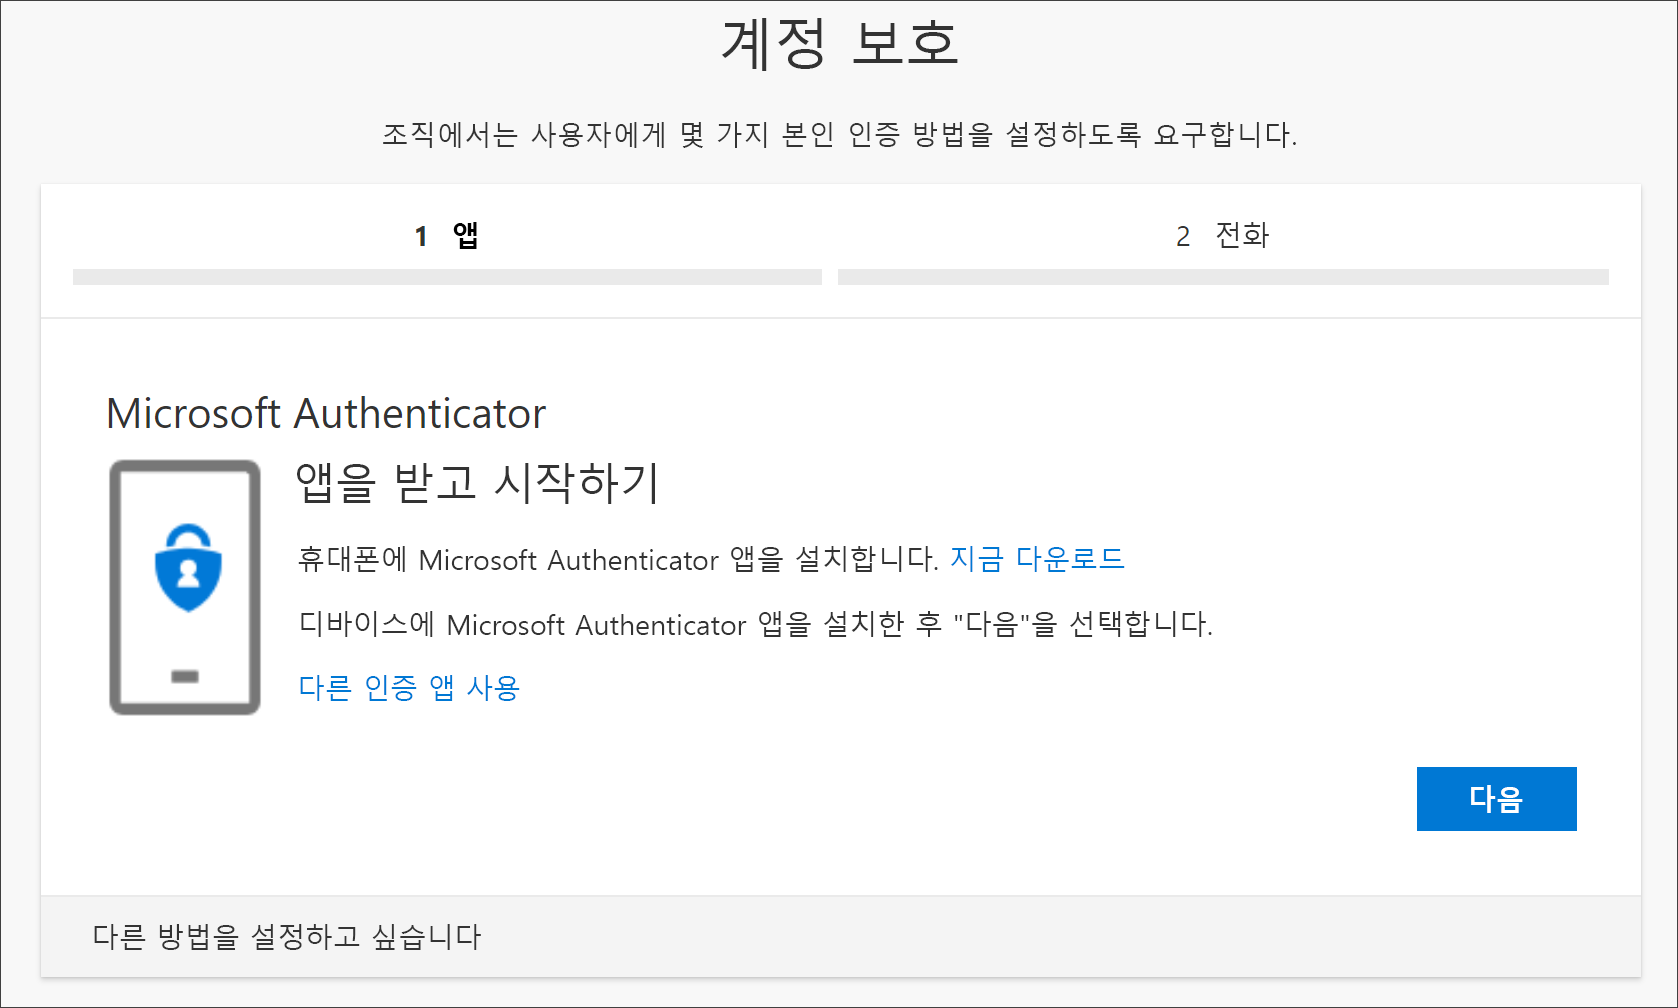 계정 보호
조직에서는 사용자에게 몇 가지 본인 인증 방법을 설정하도록 요구합니다.
1 앱
2 전화
Microsoft Authenticator
앱을 받고 시작하기
휴대폰에 Microsoft Authenticator 앱을 설치합니다. 지금 다운로드
디바이스에 Microsoft Authenticator 앱을 설치한 후 "다음"을 선택합니다.
다른 인증 앱 사용
다음
다른 방법을 설정하고 싶습니다